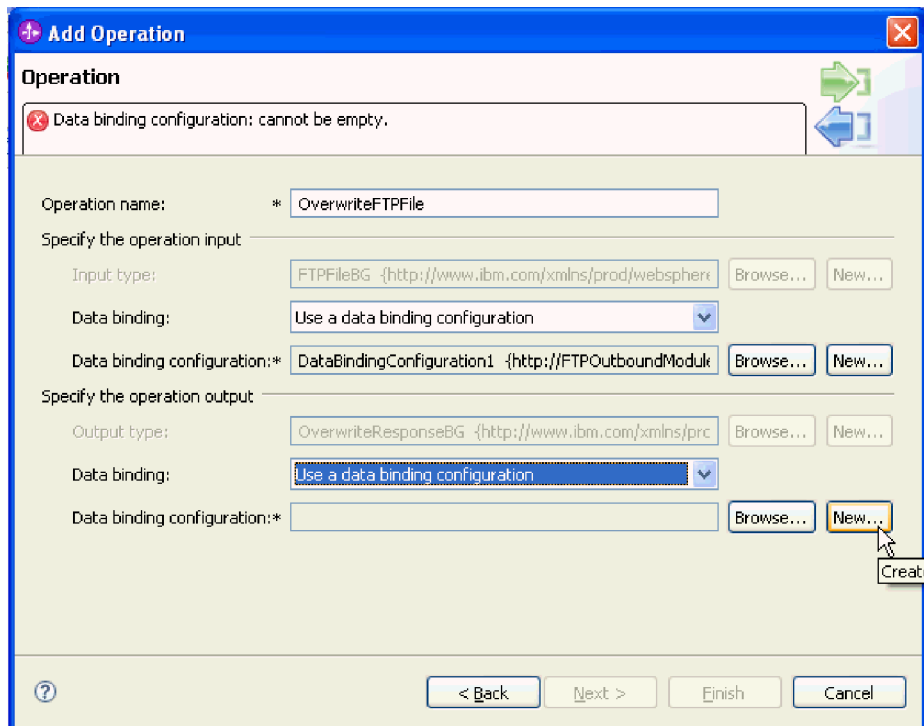 Add Operation
Operation
Data binding configuration: cannot be empty.
Operation name: * OverwriteFTPFile
Specify the operation input
Input type: FTPFileBG {http://www.ibm.com/xmlns/prod/websphere Browse... New...
Data binding: Use a data binding configuration
Data binding configuration:* DataBindingConfiguration1 {http://FTPOutboundModule Browse... New...
Specify the operation output
Output type: OverwriteResponseBG {http://www.ibm.com/xmlns/prc Browse... New...
Data binding: Use a data binding configuration
Data binding configuration:* Browse... New...
Create
? < Back Next > Finish Cancel